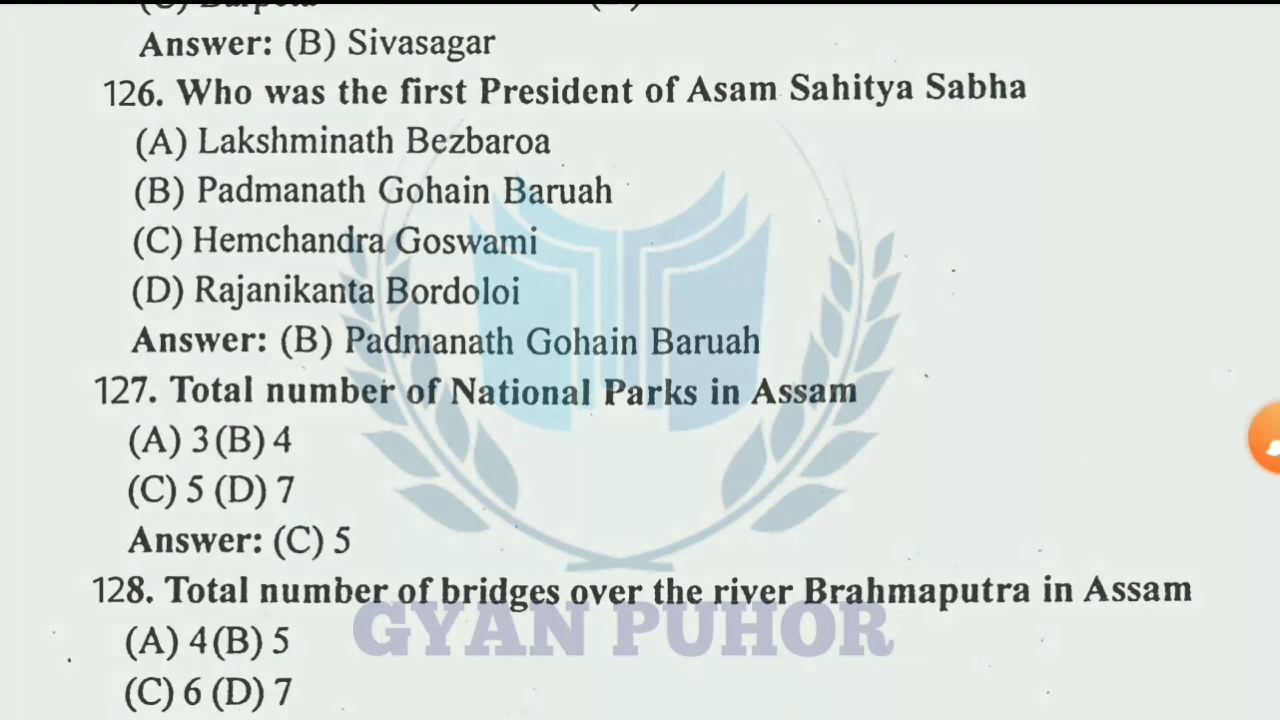 Answer: (B) Sivasagar
126. Who was the first President of Asam Sahitya Sabha
(A) Lakshminath Bezbaroa
(B) Padmanath Gohain Baruah
(C) Hemchandra Goswami
(D) Rajanikanta Bordoloi
Answer: (B) Padmanath Gohain Baruah
127. Total number of National Parks in Assam
(A) 3 (B) 4
(C) 5 (D) 7
Answer: (C) 5
128. Total number of bridges over the river Brahmaputra in Assam
GYAN PUHOR
(A) 4 (B) 5
(C) 6 (D) 7